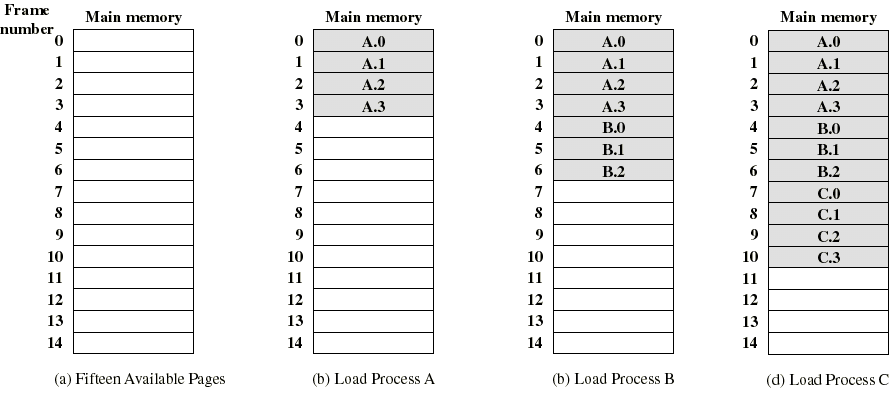 Frame
number
Main memory
0
1
2
3
4
5
6
7
8
9
10
11
12
13
14
(a) Fifteen Available Pages
Main memory
0 A.0
1 A.1
2 A.2
3 A.3
4
5
6
7
8
9
10
11
12
13
14
(b) Load Process A
Main memory
0 A.0
1 A.1
2 A.2
3 A.3
4 B.0
5 B.1
6 B.2
7
8
9
10
11
12
13
14
(b) Load Process B
Main memory
0 A.0
1 A.1
2 A.2
3 A.3
4 B.0
5 B.1
6 B.2
7 C.0
8 C.1
9 C.2
10 C.3
11
12
13
14
(d) Load Process C